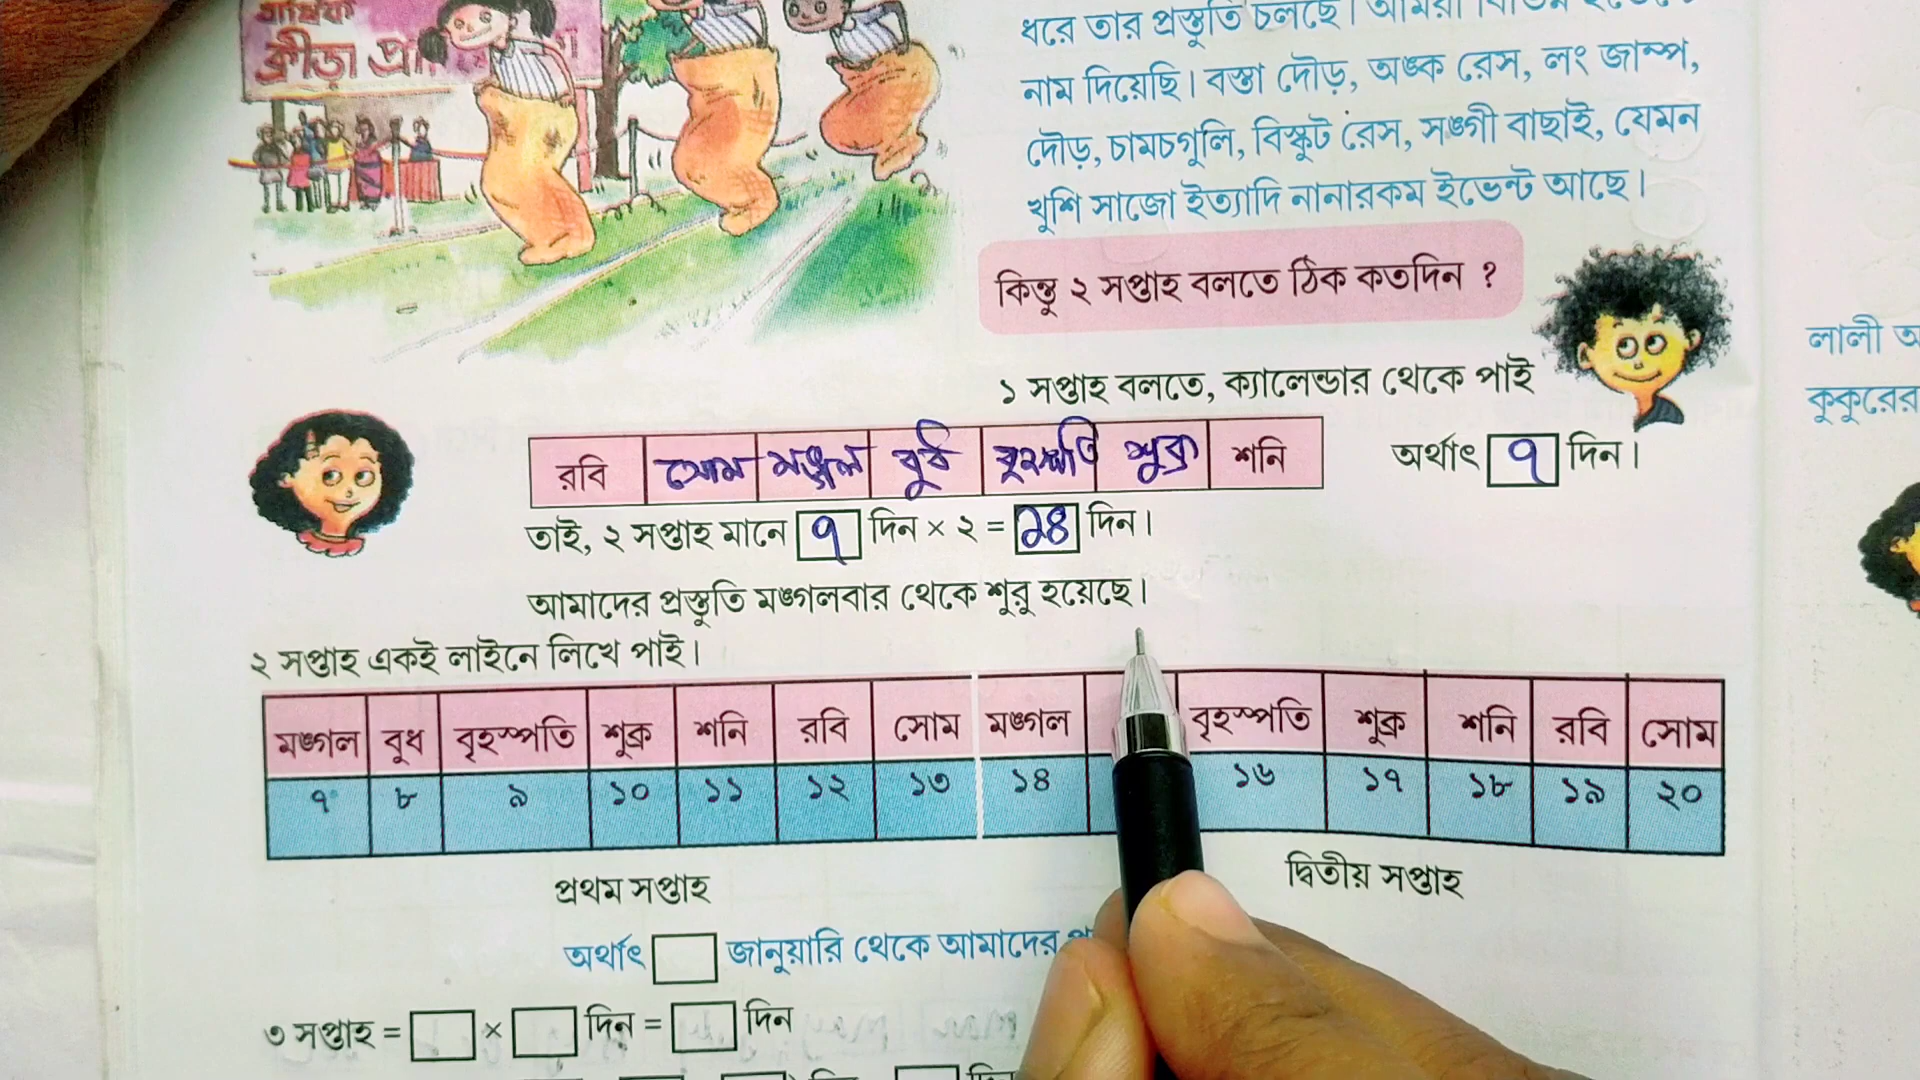 বার্ষিক
ক্রীড়া
ধরে তার প্রস্তুতি চলছে। আমরা
নাম দিয়েছি। বস্তা দৌড়, অঙ্ক রেস, লং জাম্প,
দৌড়, চামচগুলি, বিস্কুট রেস, সঙ্গী বাছাই, যেমন
খুশি সাজো ইত্যাদি নানারকম ইভেন্ট আছে।
কিন্তু ২ সপ্তাহ বলতে ঠিক কতদিন ?
১ সপ্তাহ বলতে, ক্যালেন্ডার থেকে পাই
রবি সোম মঙ্গল বুধ বৃহস্পতি শুক্র শনি অর্থাৎ ৭ দিন।
তাই, ২ সপ্তাহ মানে ৭ দিন × ২ = ১৪ দিন।
আমাদের প্রস্তুতি মঙ্গলবার থেকে শুরু হয়েছে।
২ সপ্তাহ একই লাইনে লিখে পাই।
মঙ্গল বুধ বৃহস্পতি শুক্র শনি রবি সোম মঙ্গল বৃহস্পতি শুক্র শনি রবি সোম
৭ ৮ ৯ ১০ ১১ ১২ ১৩ ১৪ ১৬ ১৭ ১৮ ১৯ ২০
প্রথম সপ্তাহ দ্বিতীয় সপ্তাহ
অর্থাৎ জানুয়ারি থেকে আমাদের
৩ সপ্তাহ = × দিন = দিন
লালী
কুকুরের